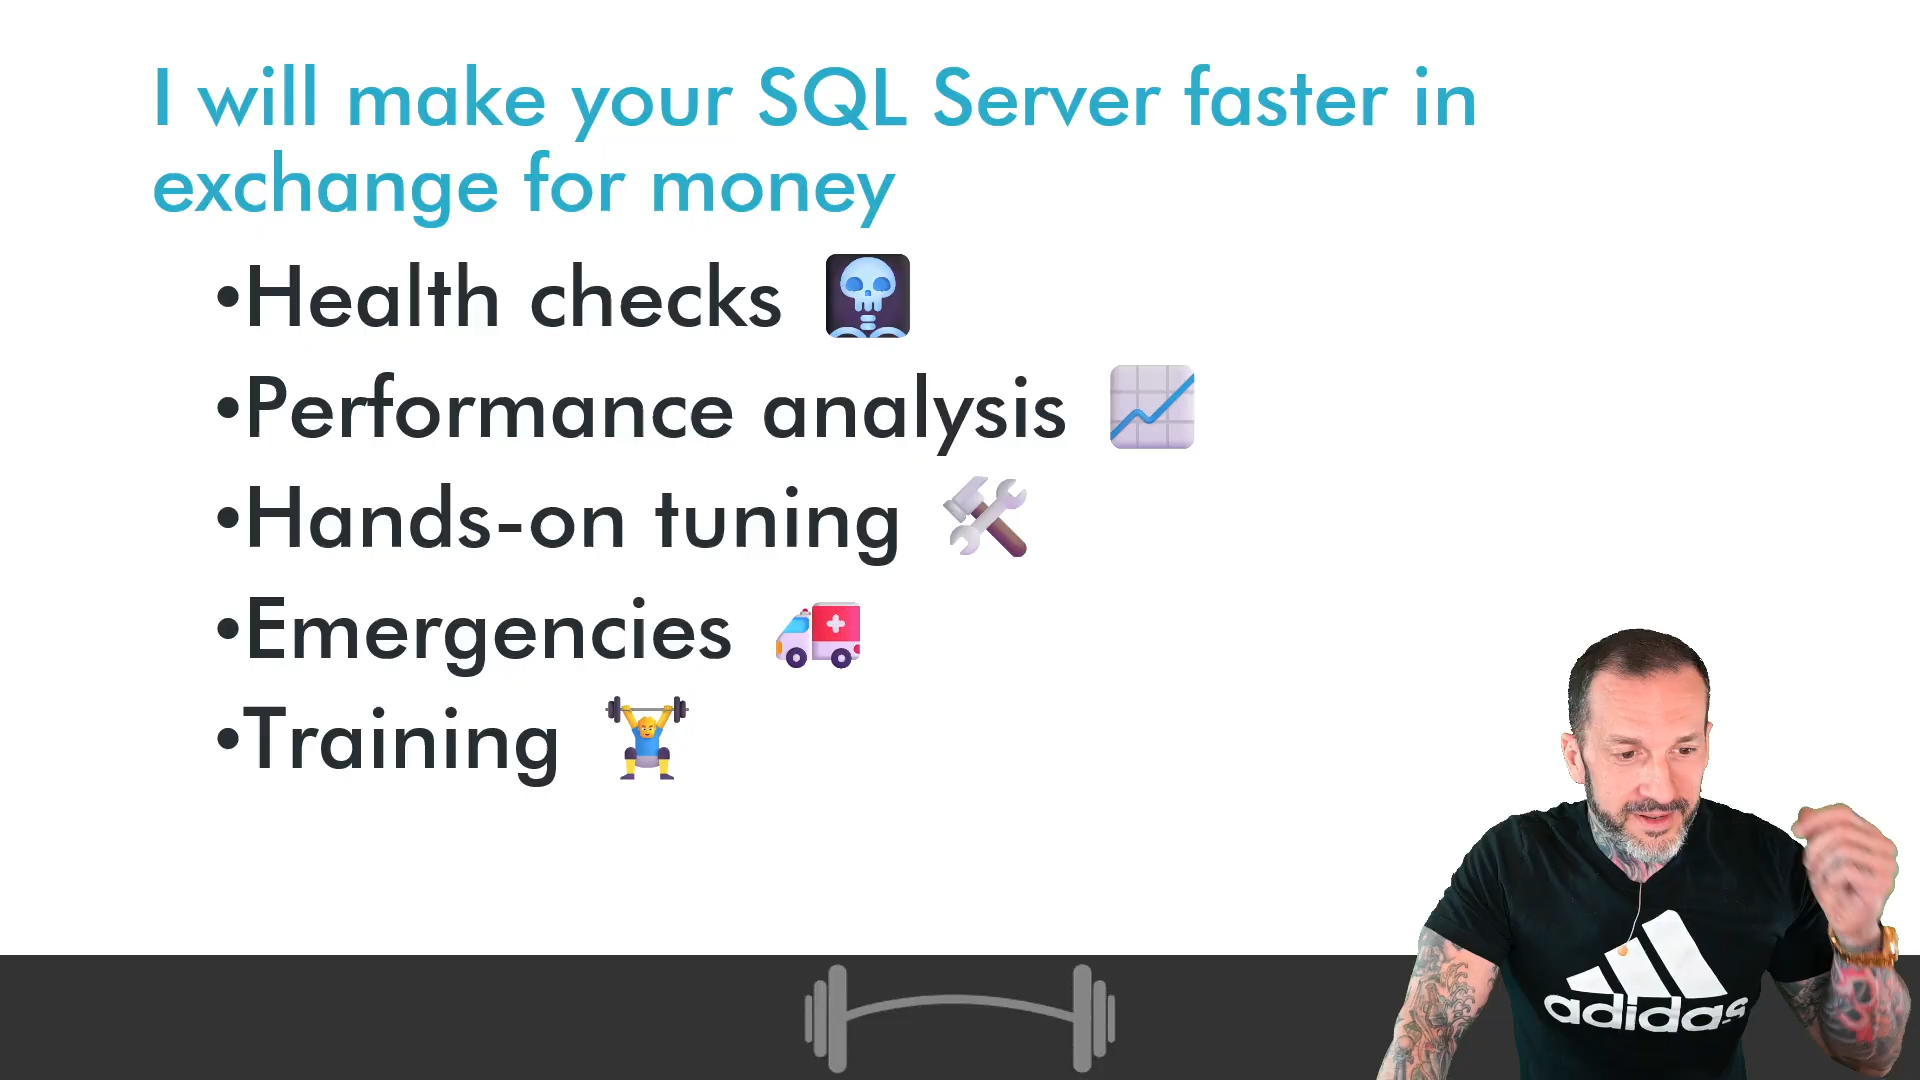 I will make your SQL Server faster in
exchange for money
•Health checks
•Performance analysis
•Hands-on tuning
•Emergencies
•Training
adidas